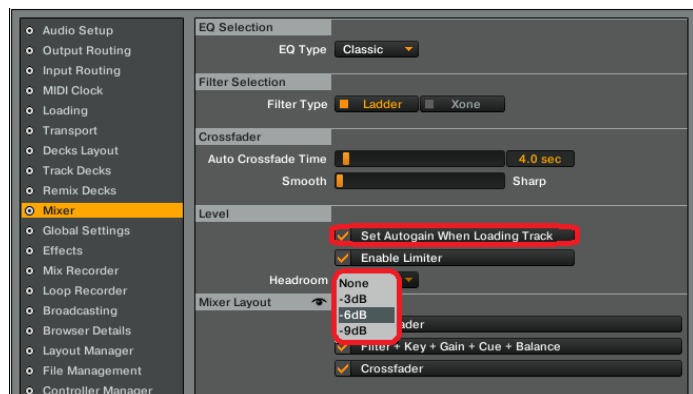 Audio Setup
Output Routing
Input Routing
MIDI Clock
Loading
Transport
Decks Layout
Track Decks
Remix Decks
Mixer
Global Settings
Effects
Mix Recorder
Loop Recorder
Broadcasting
Browser Details
Layout Manager
File Management
Controller Manager
EQ Selection
EQ Type Classic
Filter Selection
Filter Type Ladder Xone
Crossfader
Auto Crossfade Time 4.0 sec
Smooth Sharp
Level
Set Autogain When Loading Track
Enable Limiter
Headroom
None
-3dB
-6dB
-9dB
Mixer Layout
Filter + Key + Gain + Cue + Balance
Crossfader